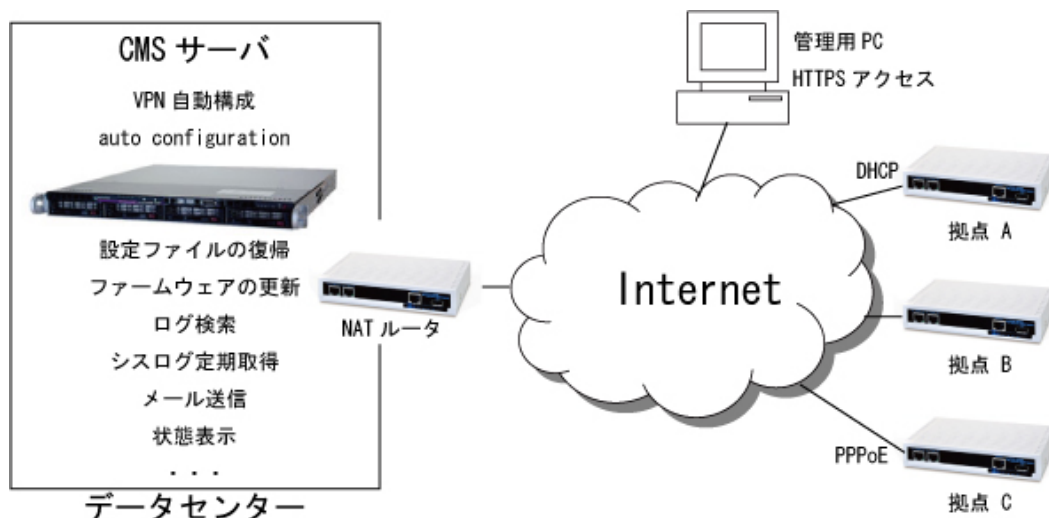 CMS サーバ
VPN 自動構成
auto configuration
設定ファイルの復帰
ファームウェアの更新
ログ検索
シスログ定期取得
メール送信
状態表示
・・・
データセンター
NAT ルータ
Internet
管理用 PC
HTTPS アクセス
DHCP
拠点 A
拠点 B
PPPoE
拠点 C